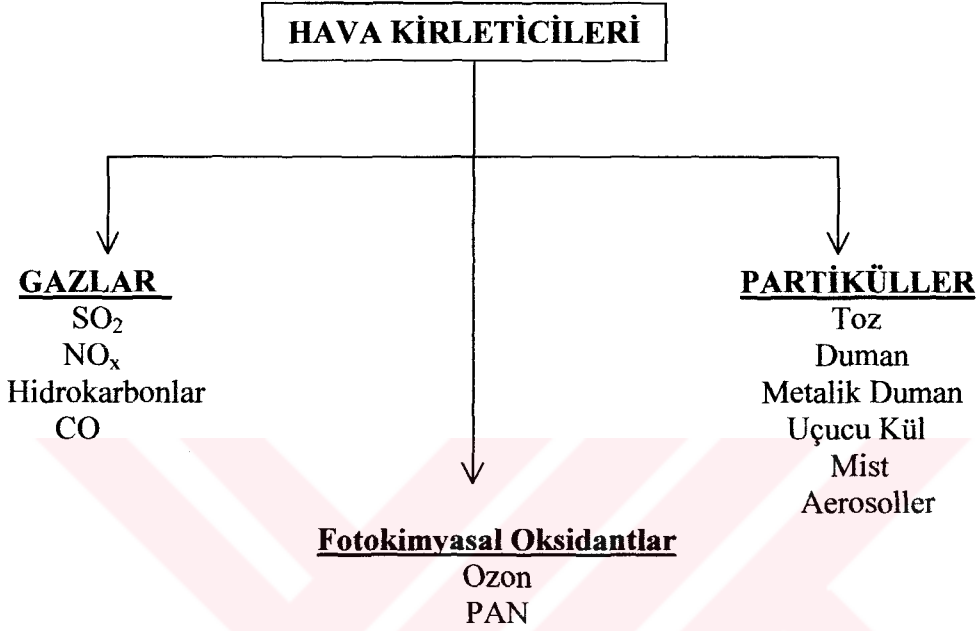 HAVA KİRLETİCİLERİ
GAZLAR
SO₂
NOₓ
Hidrokarbonlar
CO
PARTİKÜLLER
Toz
Duman
Metalik Duman
Uçucu Kül
Mist
Aerosoller
Fotokimyasal Oksidantlar
Ozon
PAN